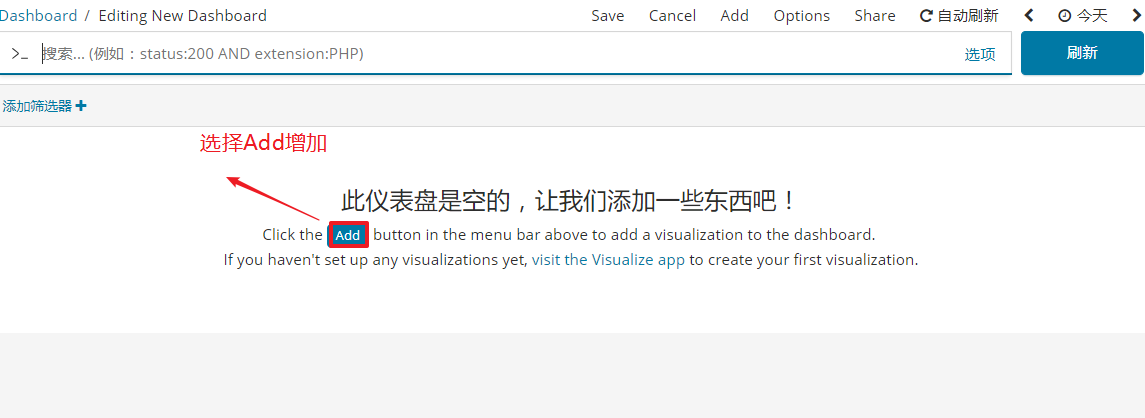 Dashboard / Editing New Dashboard Save Cancel Add Options Share 自动刷新 今天
>_ 搜索... (例如：status:200 AND extension:PHP) 选项 刷新
添加筛选器
选择Add增加
此仪表盘是空的，让我们添加一些东西吧！
Click the Add button in the menu bar above to add a visualization to the dashboard.
If you haven't set up any visualizations yet, visit the Visualize app to create your first visualization.